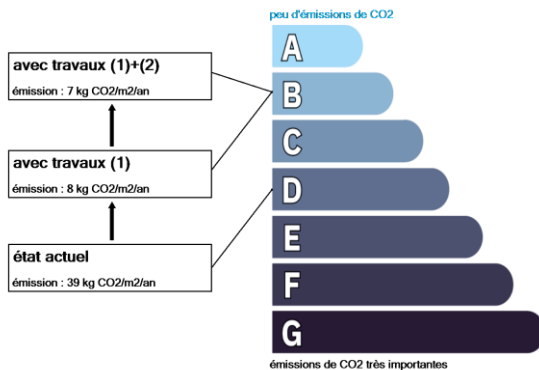 peu d'émissions de CO2
A
avec travaux (1)+(2)
émission : 7 kg CO2/m2/an
B
C
avec travaux (1)
émission : 8 kg CO2/m2/an
D
E
état actuel
émission : 39 kg CO2/m2/an
F
G
émissions de CO2 très importantes